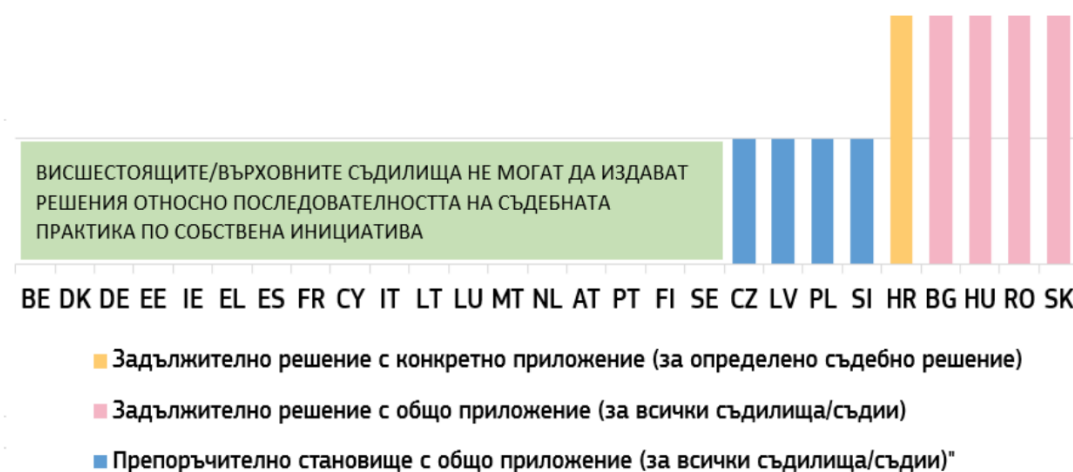 ВИСШЕСТОЯЩИТЕ/ВЪРХОВНИТЕ СЪДИЛИЩА НЕ МОГАТ ДА ИЗДАВАТ
РЕШЕНИЯ ОТНОСНО ПОСЛЕДОВАТЕЛНОСТТА НА СЪДЕБНАТА
ПРАКТИКА ПО СОБСТВЕНА ИНИЦИАТИВА
BE DK DE EE IE EL ES FR CY IT LT LU MT NL AT PT FI SE CZ LV PL SI HR BG HU RO SK
Задължително решение с конкретно приложение (за определено съдебно решение)
Задължително решение с общо приложение (за всички съдилища/съдии)
Препоръчително становище с общо приложение (за всички съдилища/съдии)"